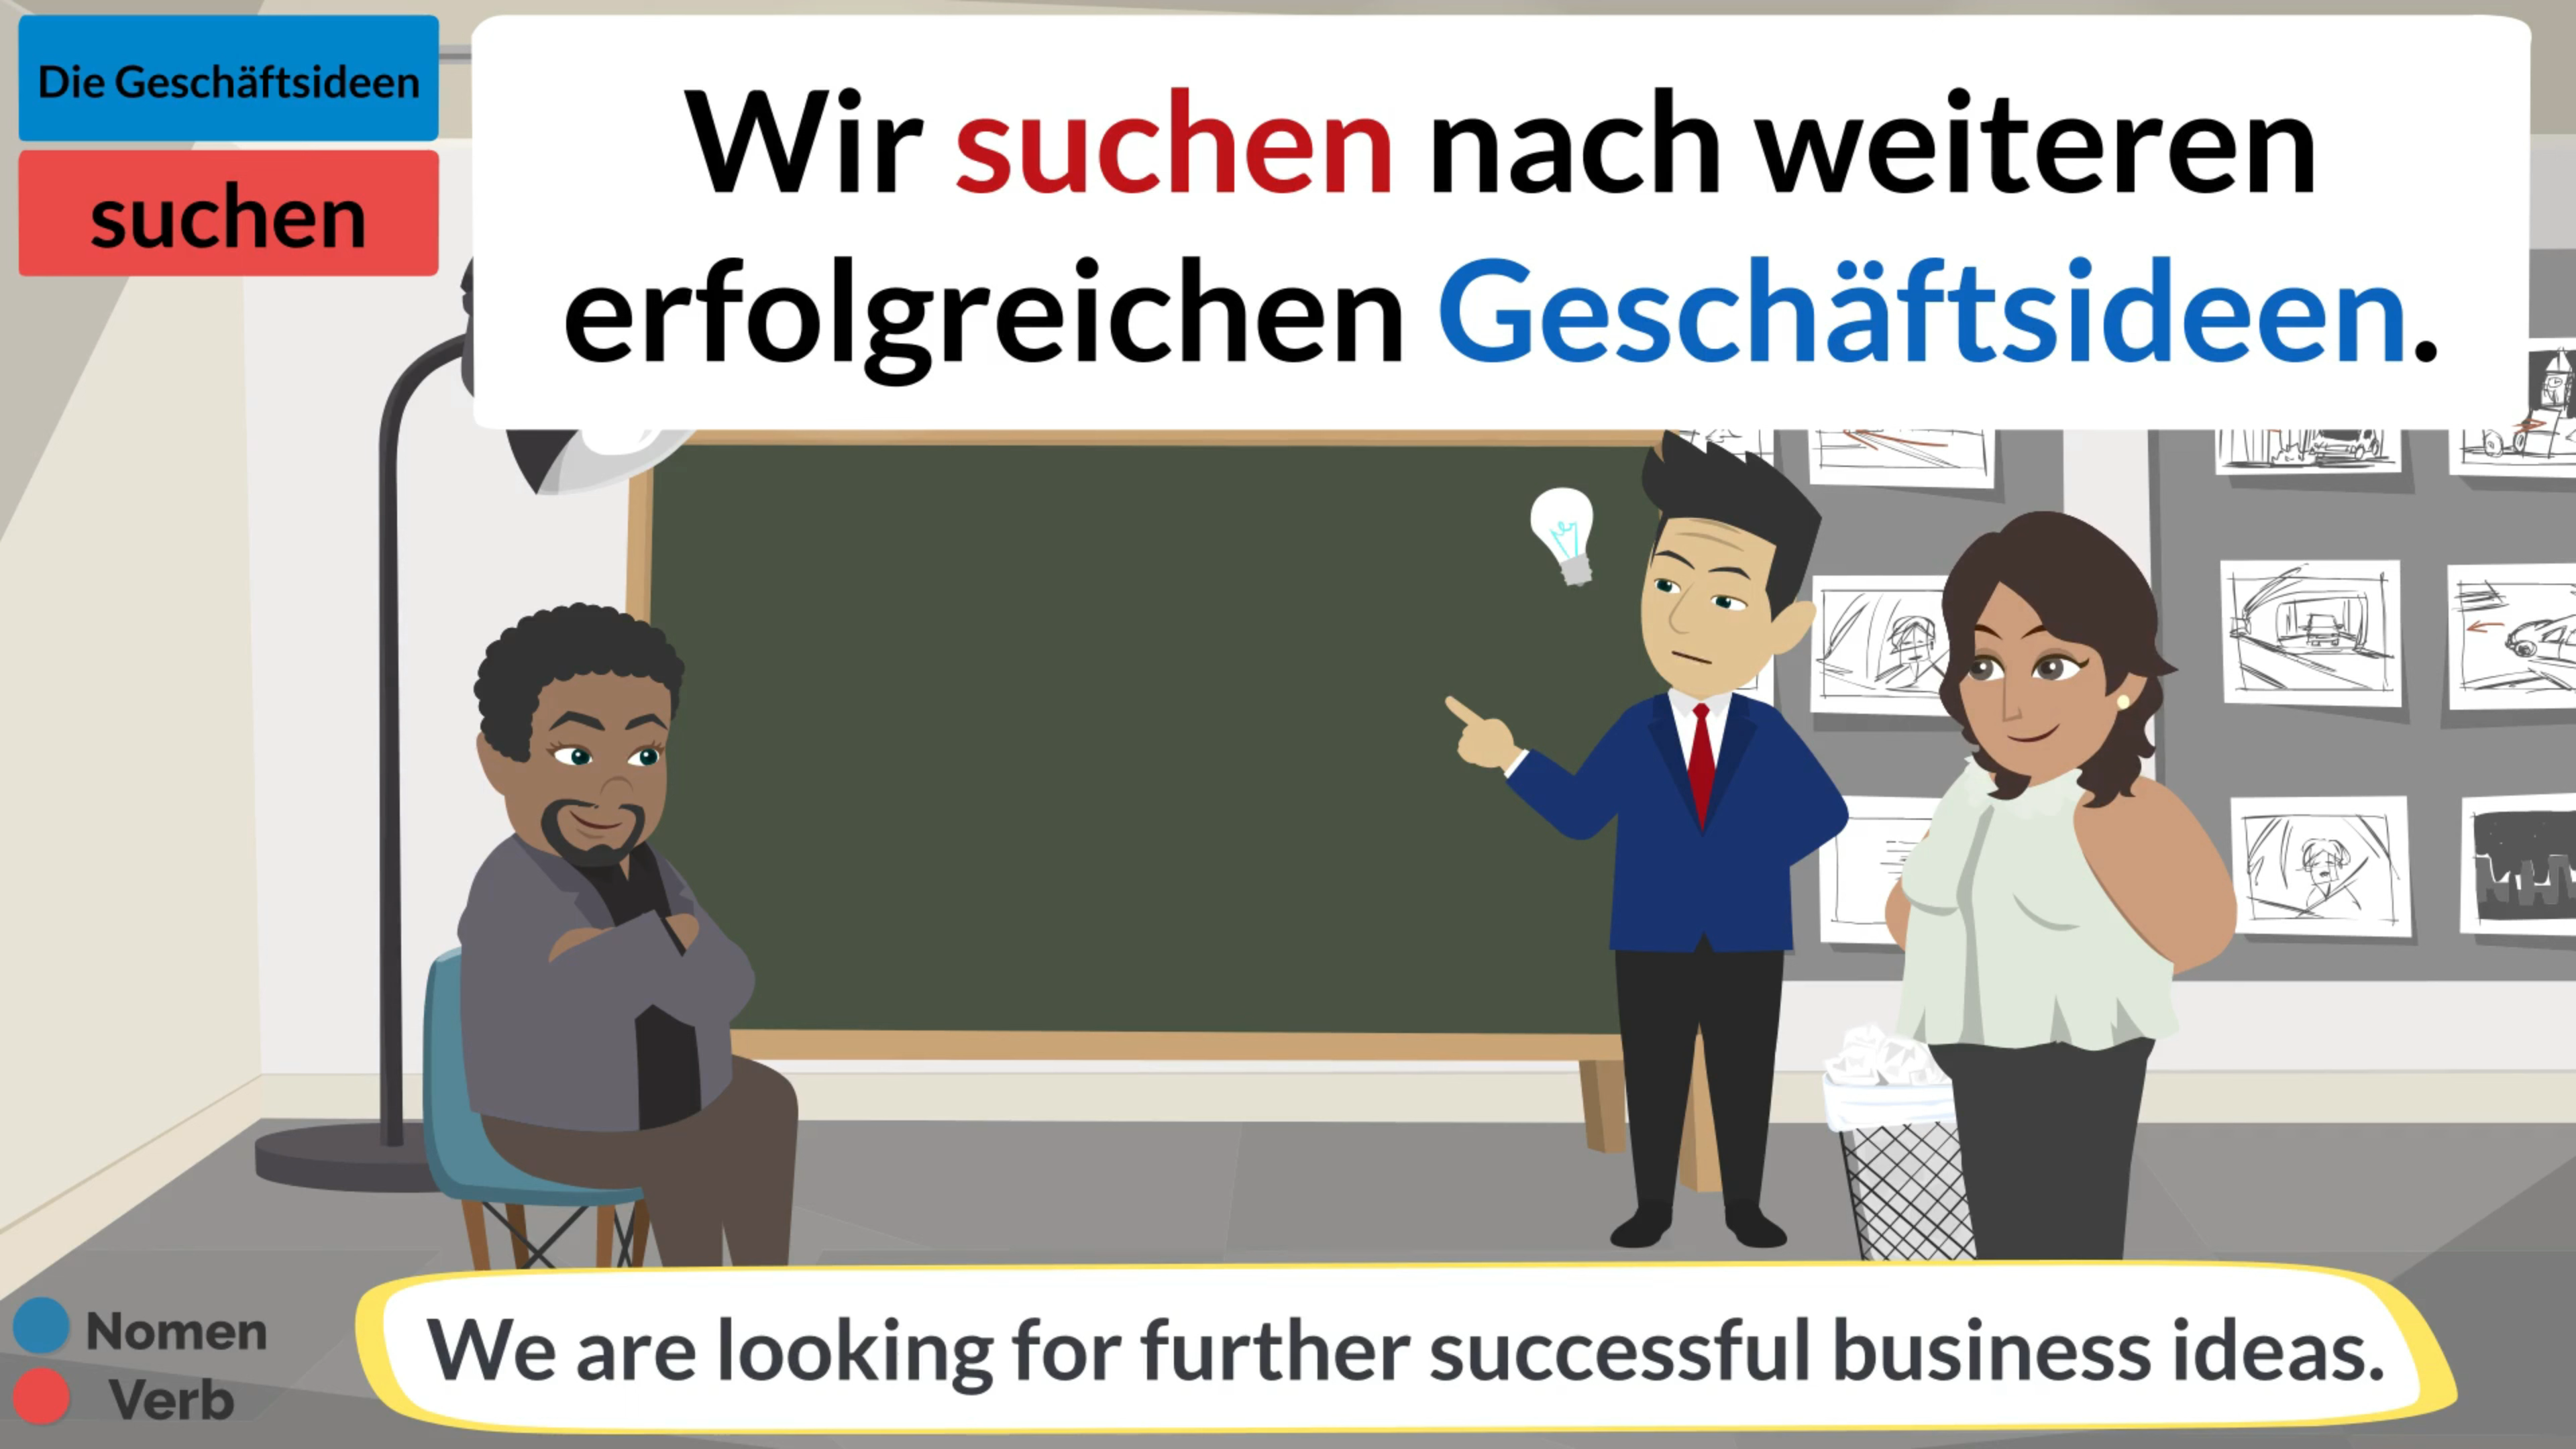 Die Geschäftsideen
suchen
Wir suchen nach weiteren
erfolgreichen Geschäftsideen.
Nomen
Verb
We are looking for further successful business ideas.